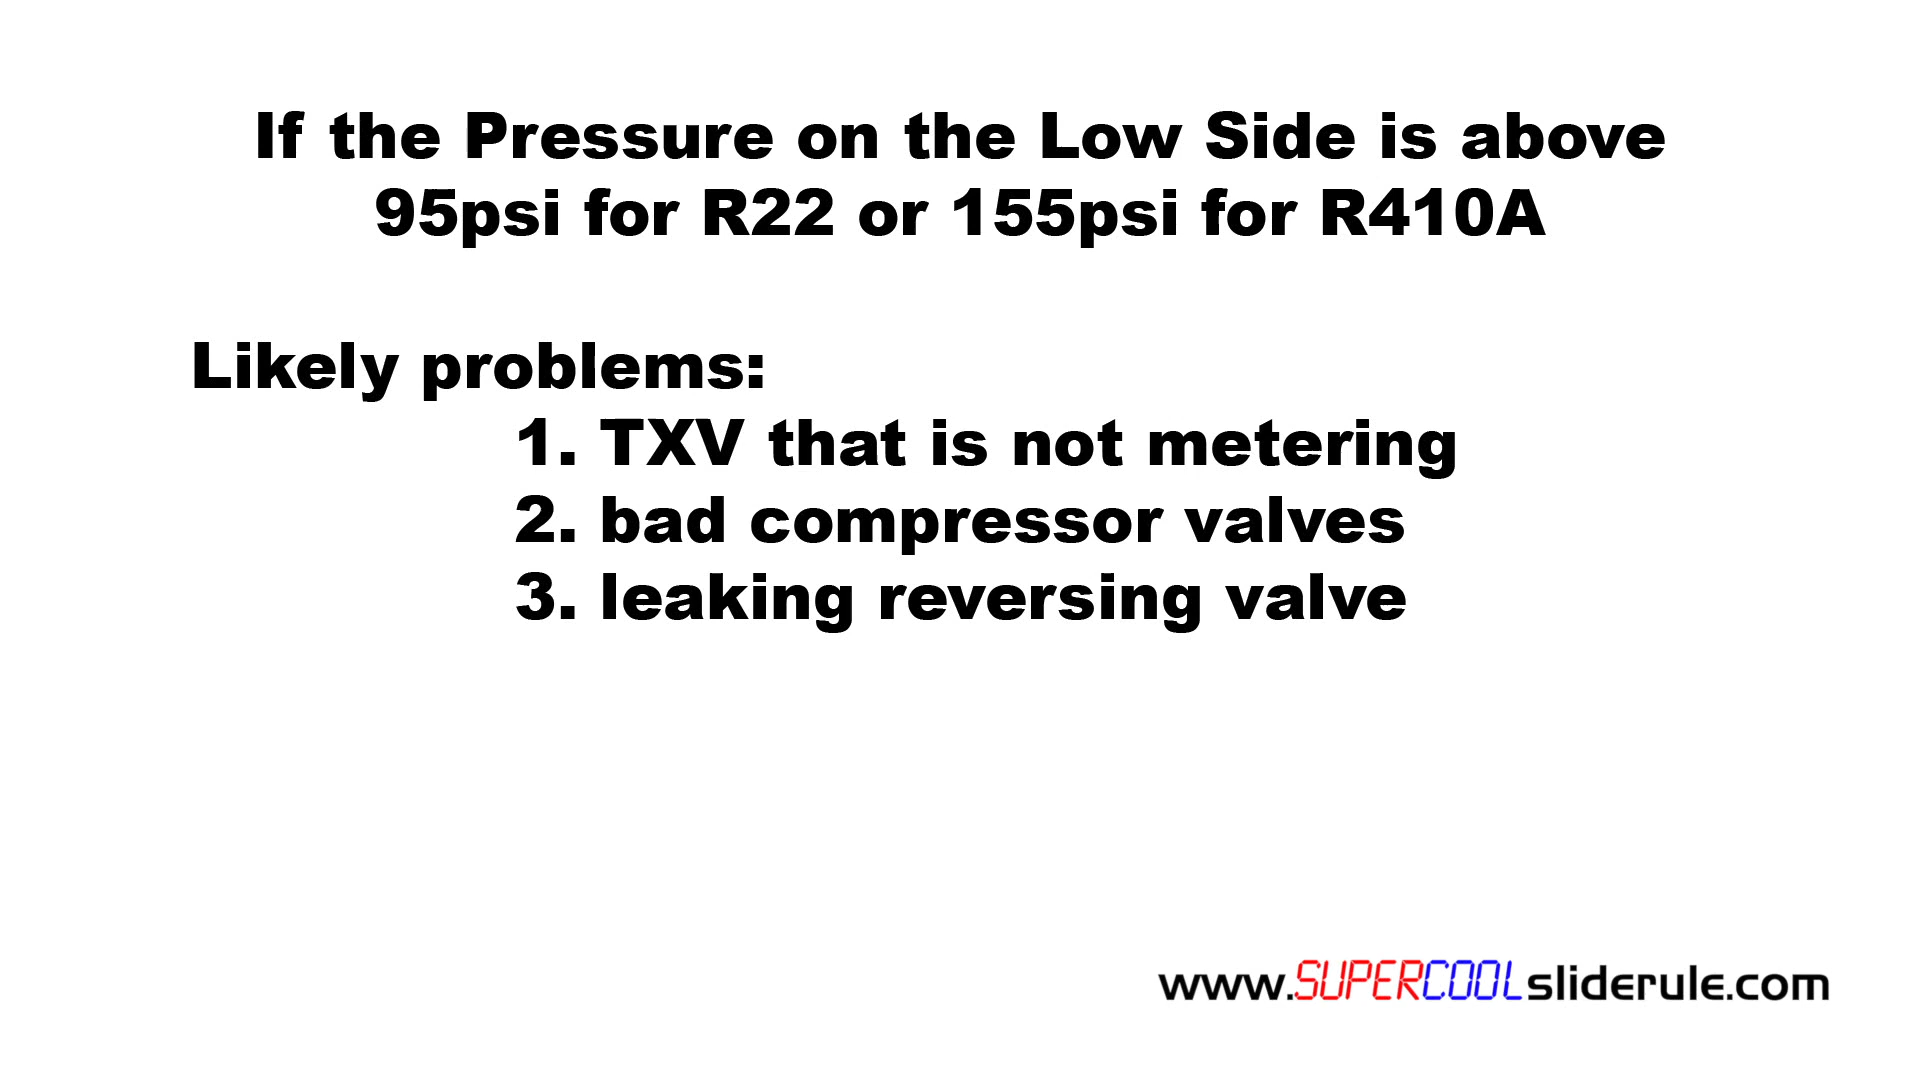 If the Pressure on the Low Side is above
95psi for R22 or 155psi for R410A
Likely problems:
1. TXV that is not metering
2. bad compressor valves
3. leaking reversing valve
www.SUPERCOOLsliderule.com